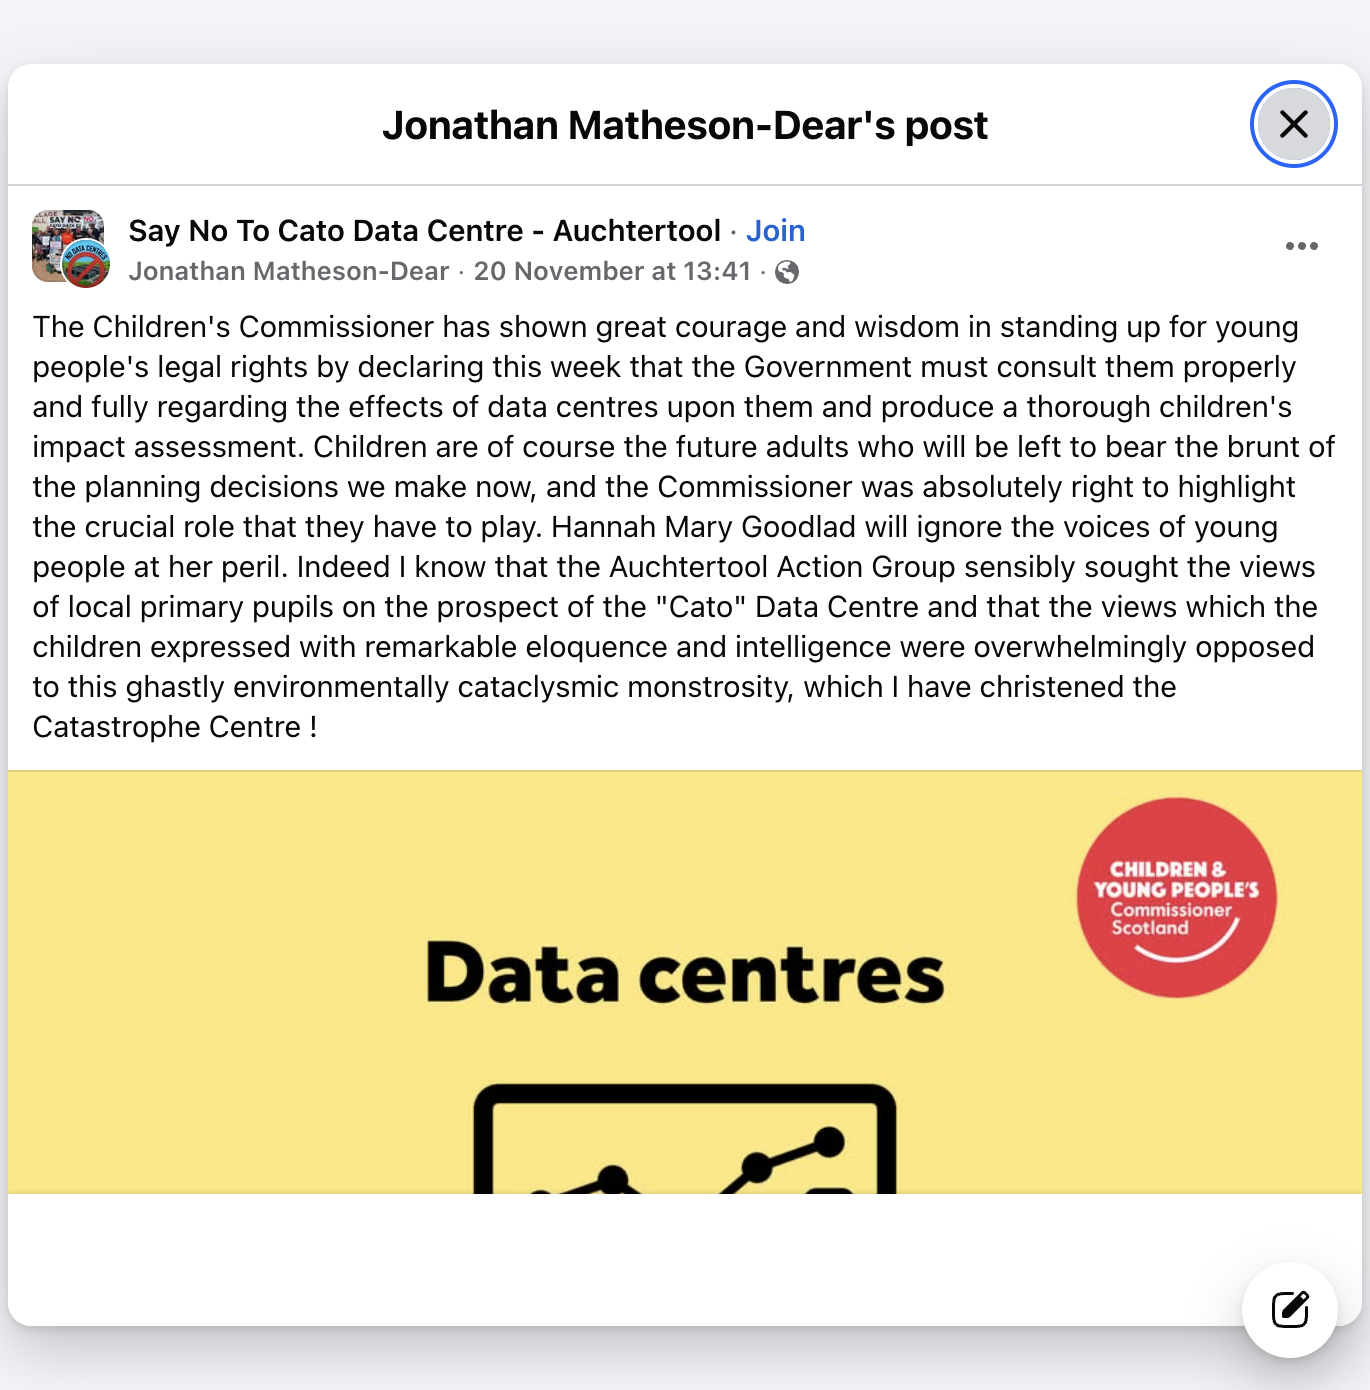 Jonathan Matheson-Dear's post
Say No To Cato Data Centre - Auchtertool · Join
Jonathan Matheson-Dear · 20 November at 13:41 ·
The Children's Commissioner has shown great courage and wisdom in standing up for young
people's legal rights by declaring this week that the Government must consult them properly
and fully regarding the effects of data centres upon them and produce a thorough children's
impact assessment. Children are of course the future adults who will be left to bear the brunt of
the planning decisions we make now, and the Commissioner was absolutely right to highlight
the crucial role that they have to play. Hannah Mary Goodlad will ignore the voices of young
people at her peril. Indeed I know that the Auchtertool Action Group sensibly sought the views
of local primary pupils on the prospect of the "Cato" Data Centre and that the views which the
children expressed with remarkable eloquence and intelligence were overwhelmingly opposed
to this ghastly environmentally cataclysmic monstrosity, which I have christened the
Catastrophe Centre !
CHILDREN &
YOUNG PEOPLE'S
Commissioner
Scotland
Data centres